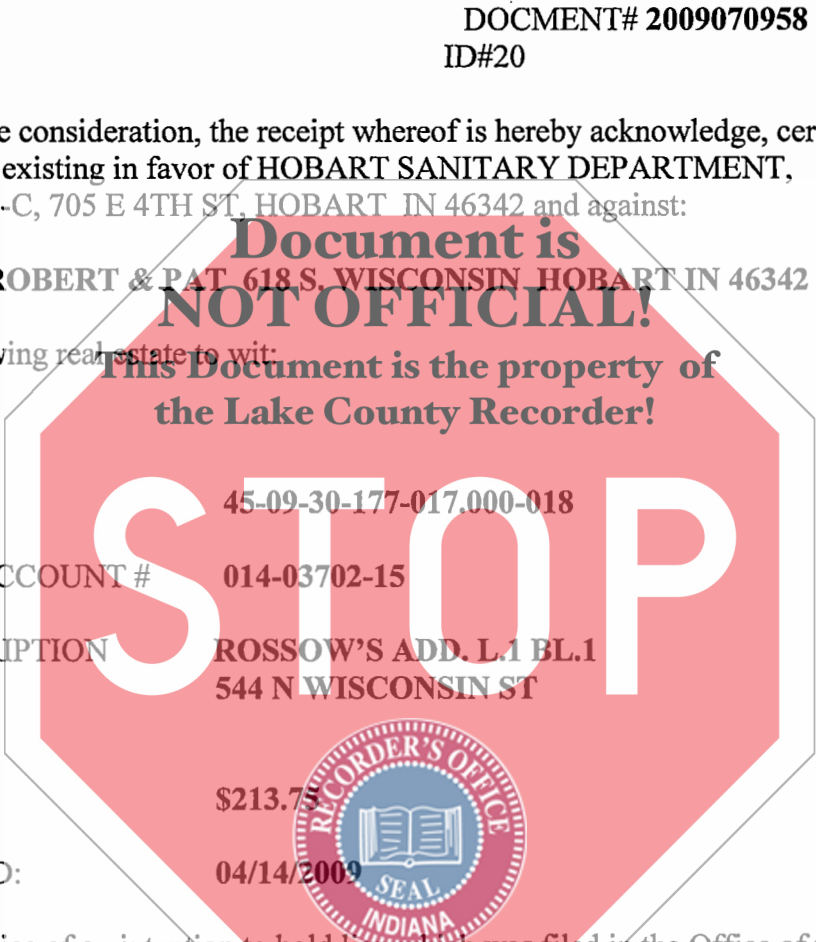 DOCMENT# 2009070958
ID#20
e consideration, the receipt whereof is hereby acknowledge, cer
existing in favor of HOBART SANITARY DEPARTMENT,
-C, 705 E 4TH ST, HOBART IN 46342 and against:
Document is
OBERT & PAT 618 S. WISCONSIN HOBART IN 46342
NOT OFFICIAL!
ing real estate to wit:
This Document is the property of
the Lake County Recorder!
45-09-30-177-017.000-018
STOP
CCOUNT # 014-03702-15
IPTION ROSSOW'S ADD. L.1 BL.1
544 N WISCONSIN ST
RECORDER'S OFFICE
$213.75
D: 04/14/2009
SEAL
INDIANA